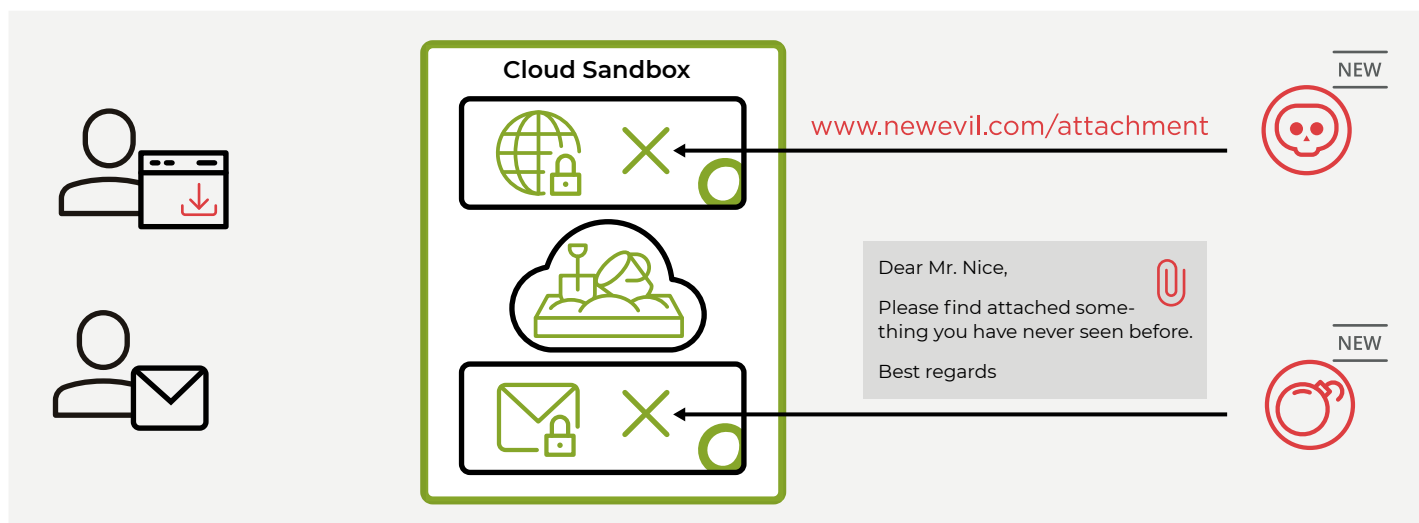 Cloud Sandbox
NEW
www.newevil.com/attachment
Dear Mr. Nice,
Please find attached some-
thing you have never seen before.
Best regards
NEW